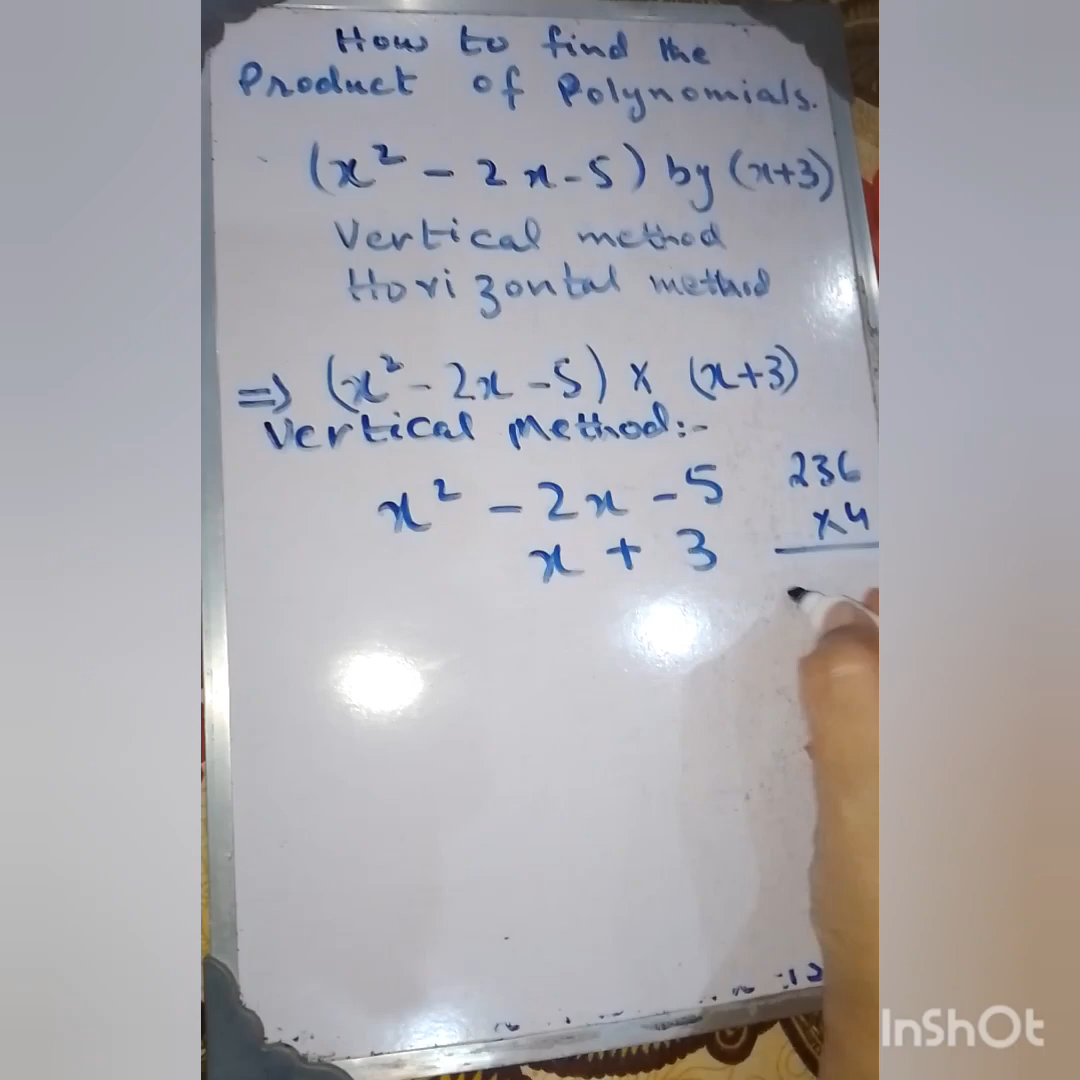 How to find the
Product of Polynomials.
(x² - 2x - 5) by (x+3)
Vertical method
Horizontal method
⇒ (x² - 2x - 5) × (x+3)
Vertical Method:-
x² - 2x - 5
x + 3
236
×4
InShOt